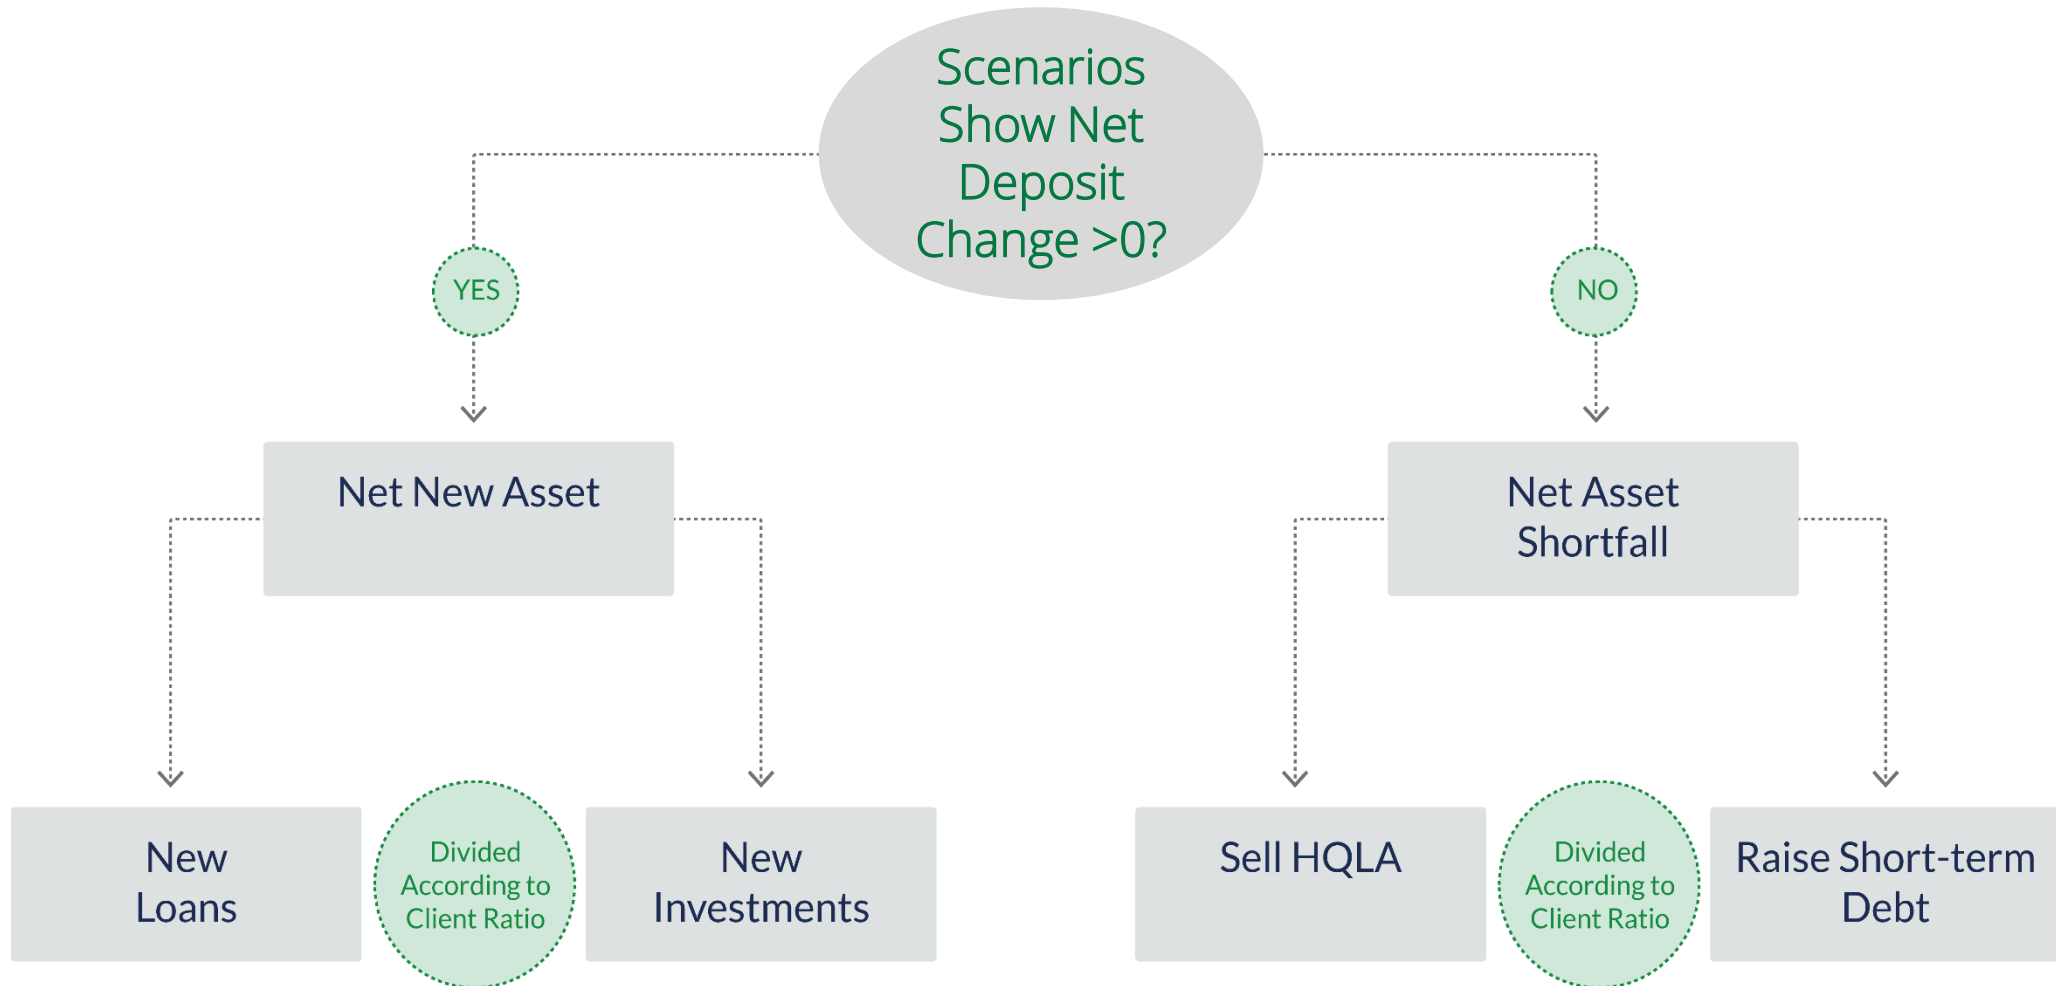 Scenarios
Show Net
Deposit
Change >0?
YES
NO
Net New Asset
Net Asset
Shortfall
New
Loans
Divided
According to
Client Ratio
New
Investments
Sell HQLA
Divided
According to
Client Ratio
Raise Short-term
Debt